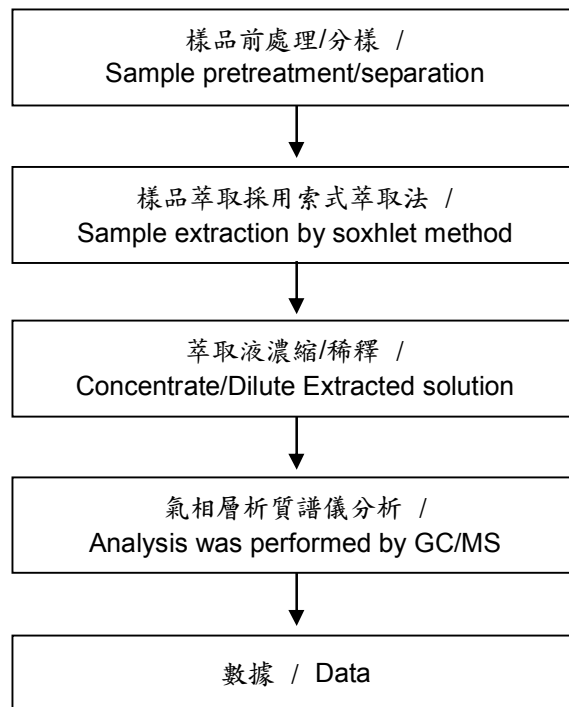 樣品前處理/分樣 /
Sample pretreatment/separation
樣品萃取採用索式萃取法 /
Sample extraction by soxhlet method
萃取液濃縮/稀釋 /
Concentrate/Dilute Extracted solution
氣相層析質譜儀分析 /
Analysis was performed by GC/MS
數據 / Data